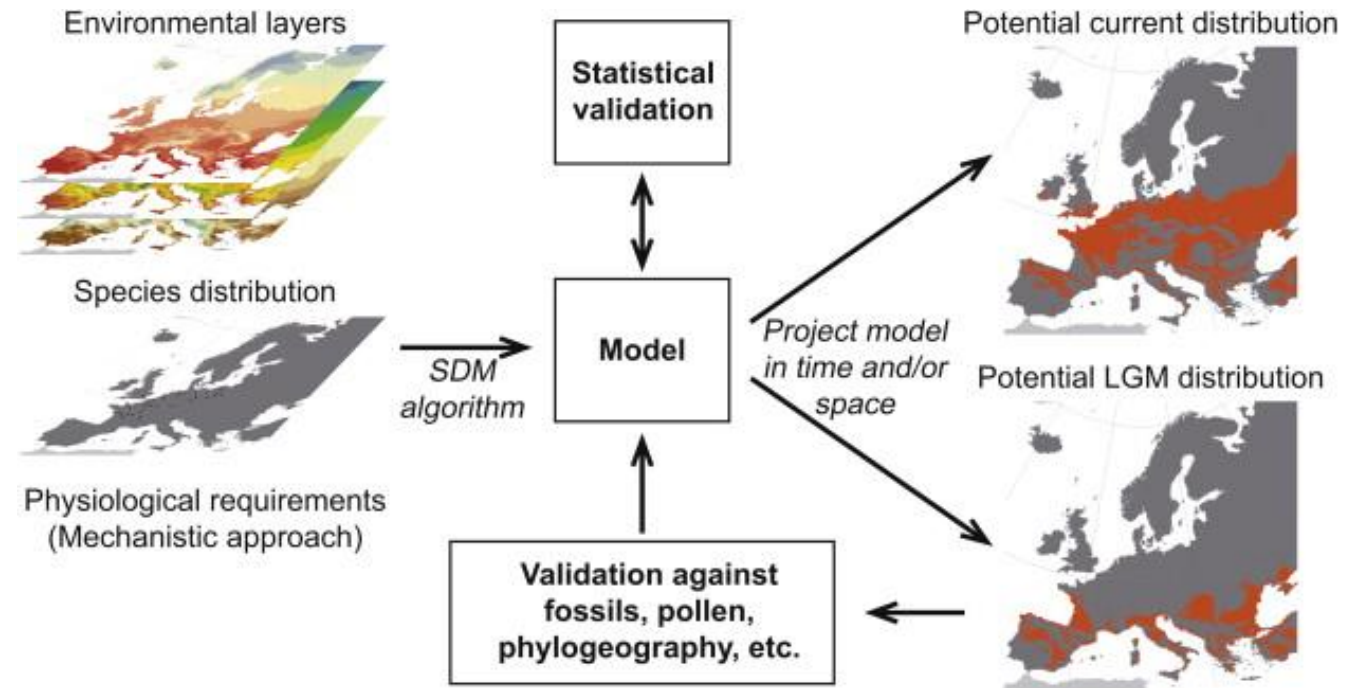 Environmental layers
Species distribution
Physiological requirements
(Mechanistic approach)
SDM
algorithm
Statistical
validation
Model
Validation against
fossils, pollen,
phylogeography, etc.
Project model
in time and/or
space
Potential current distribution
Potential LGM distribution